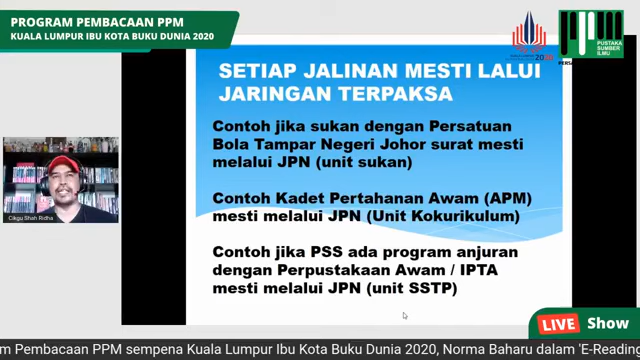 PROGRAM PEMBACAAN PPM
KUALA LUMPUR IBU KOTA BUKU DUNIA 2020
PUSTAKA
SUMBER
ILMU
PERSA
SETIAP JALINAN MESTI LALUI
JARINGAN TERPAKSA
Contoh jika sukan dengan Persatuan
Bola Tampar Negeri Johor surat mesti
melalui JPN (unit sukan)
Contoh Kadet Pertahanan Awam (APM)
mesti melalui JPN (Unit Kokurikulum)
Contoh jika PSS ada program anjuran
dengan Perpustakaan Awam / IPTA
mesti melalui JPN (unit SSTP)
Cikgu Shah Ridha
LIVE Show
m Pembacaan PPM sempena Kuala Lumpur Ibu Kota Buku Dunia 2020, Norma Baharu dalam 'E-Reading